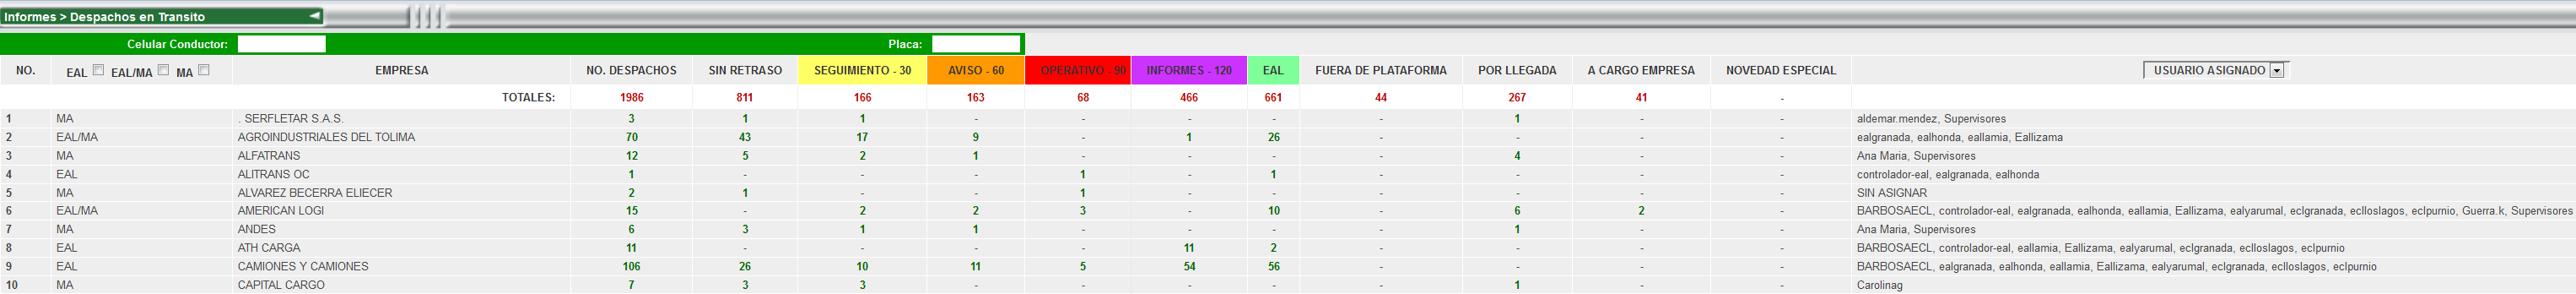 Informes > Despachos en Transito
Celular Conductor: Placa:
NO. EAL EAL/MA MA EMPRESA NO. DESPACHOS SIN RETRASO SEGUIMIENTO - 30 AVISO - 60 OPERATIVO - 90 INFORMES - 120 EAL FUERA DE PLATAFORMA POR LLEGADA A CARGO EMPRESA NOVEDAD ESPECIAL USUARIO ASIGNADO
TOTALES: 1986 811 166 163 68 466 661 44 267 41 -
1 MA . SERFLETAR S.A.S. 3 1 1 - - - - - 1 - - aldemar.mendez, Supervisores
2 EAL/MA AGROINDUSTRIALES DEL TOLIMA 70 43 17 9 - 1 26 - - - - ealgranada, ealhonda, eallamia, Eallizama
3 MA ALFATRANS 12 5 2 1 - - - - 4 - - Ana Maria, Supervisores
4 EAL ALITRANS OC 1 - - - 1 - 1 - - - - controlador-eal, ealgranada, ealhonda
5 MA ALVAREZ BECERRA ELIECER 2 1 - - 1 - - - - - - SIN ASIGNAR
6 EAL/MA AMERICAN LOGI 15 - 2 2 3 - 10 - 6 2 - BARBOSAECL, controlador-eal, ealgranada, ealhonda, eallamia, Eallizama, ealyarumal, eclgranada, eclloslagos, eclpurnio, Guerra.k, Supervisores
7 MA ANDES 6 3 1 1 - - - - 1 - - Ana Maria, Supervisores
8 EAL ATH CARGA 11 - - - - 11 2 - - - - BARBOSAECL, controlador-eal, eallamia, Eallizama, ealyarumal, eclgranada, eclloslagos, eclpurnio
9 EAL CAMIONES Y CAMIONES 106 26 10 11 5 54 56 - - - - BARBOSAECL, ealgranada, ealhonda, eallamia, Eallizama, ealyarumal, eclgranada, eclloslagos, eclpurnio
10 MA CAPITAL CARGO 7 3 3 - - - - - 1 - - Carolinag